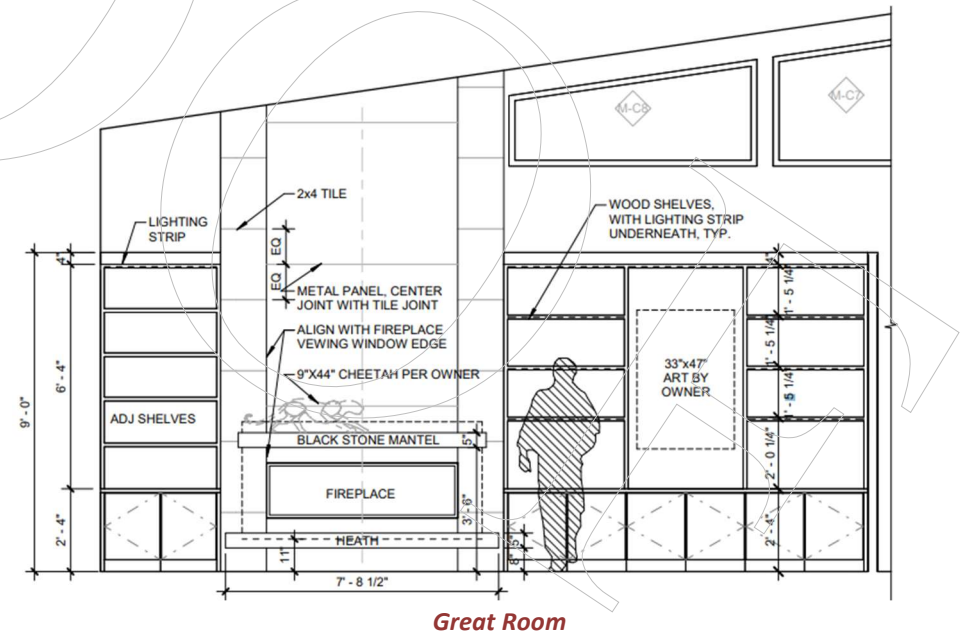 M-C7
M-C8
2x4 TILE
LIGHTING
STRIP
WOOD SHELVES,
WITH LIGHTING STRIP
UNDERNEATH, TYP.
4"
EQ
EQ
METAL PANEL, CENTER
JOINT WITH TILE JOINT
ALIGN WITH FIREPLACE
VEWING WINDOW EDGE
9"X44" CHEETAH PER OWNER
4"
1' - 5 1/4"
1' - 5 1/4"
1' - 5 1/4"
33"x47"
ART BY
OWNER
6' - 4"
9' - 0"
ADJ SHELVES
BLACK STONE MANTEL
5"
FIREPLACE
3' - 6"
2' - 0 1/4"
2' - 4"
HEATH
11"
8"
5"
2' - 4"
7' - 8 1/2"
Great Room